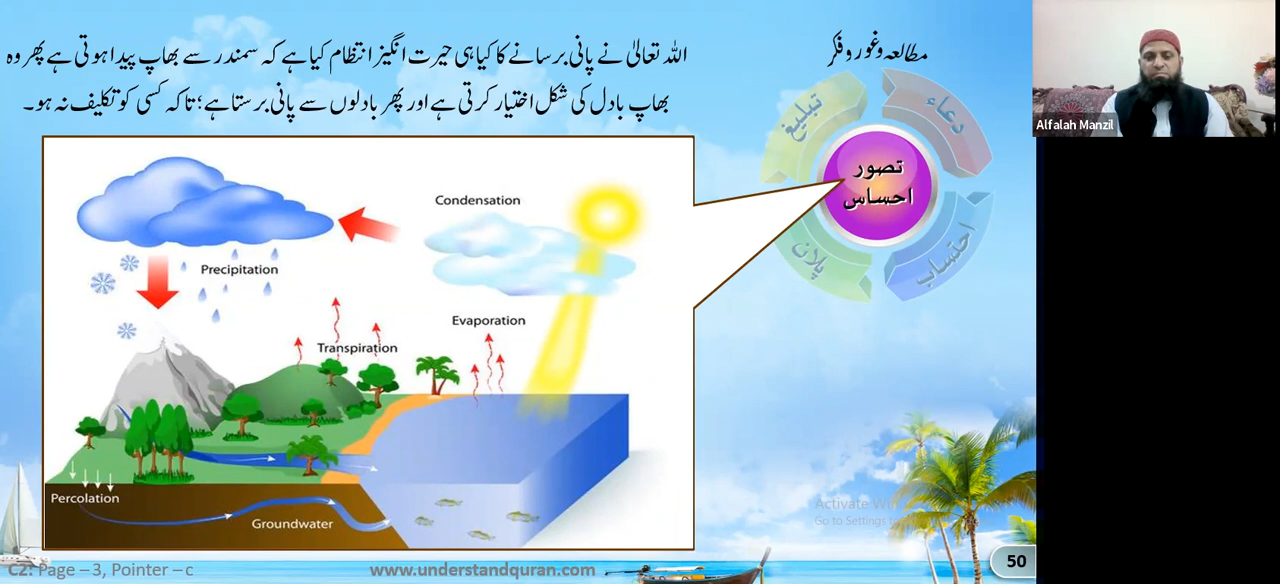 مطالعہ و غور و فکر
اللہ تعالیٰ نے پانی برسانے کا کیا ہی حیرت انگیز انتظام کیا ہے کہ سمندر سے بھاپ پیدا ہوتی ہے پھر وہ
بھاپ بادل کی شکل اختیار کرتی ہے اور پھر بادلوں سے پانی برستا ہے؛ تاکہ کسی کو تکلیف نہ ہو۔
دعاء
تبلیغ
تصور
احساس
احتساب
پلان
Alfalah Manzil
Condensation
Precipitation
Evaporation
Transpiration
Percolation
Groundwater
Activate Wi
Go to Settings
50
C2: Page – 3, Pointer – c
www.understandquran.com